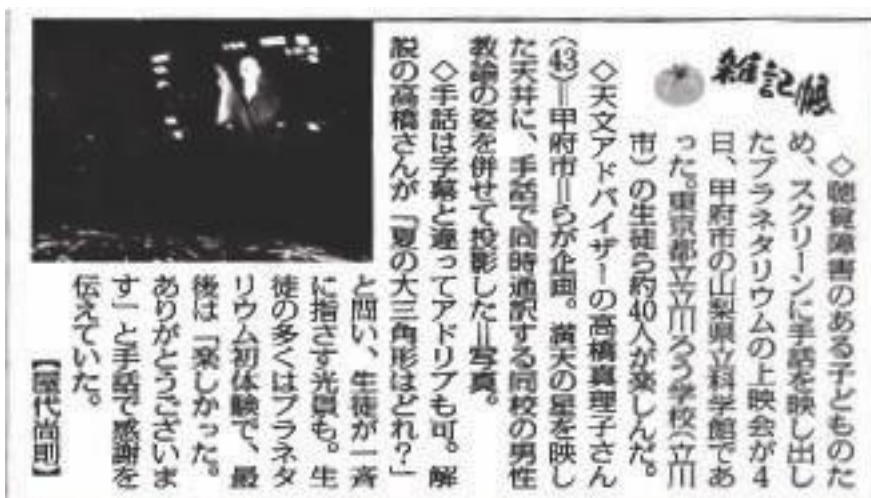 雑記帳
◇聴覚障害のある子どものた
め、スクリーンに手話を映し出し
たプラネタリウムの上映会が4
日、甲府市の山梨県立科学館であ
った。東京都立立川ろう学校（立川
市）の生徒ら約40人が楽しんだ。
◇天文アドバイザーの高橋真理子さん
（43）＝甲府市＝らが企画。満天の星を映し
た天井に、手話で同時通訳する同校の男性
教諭の姿を併せて投影した＝写真。
◇手話は字幕と違ってアドリブも可。解
説の高橋さんが「夏の大三角形はどれ？」
と問い、生徒が一斉
に指さす光景も。生
徒の多くはプラネタ
リウム初体験で、最
後は「楽しかった。
ありがとうございま
す」と手話で感謝を
伝えていた。
【屋代尚則】